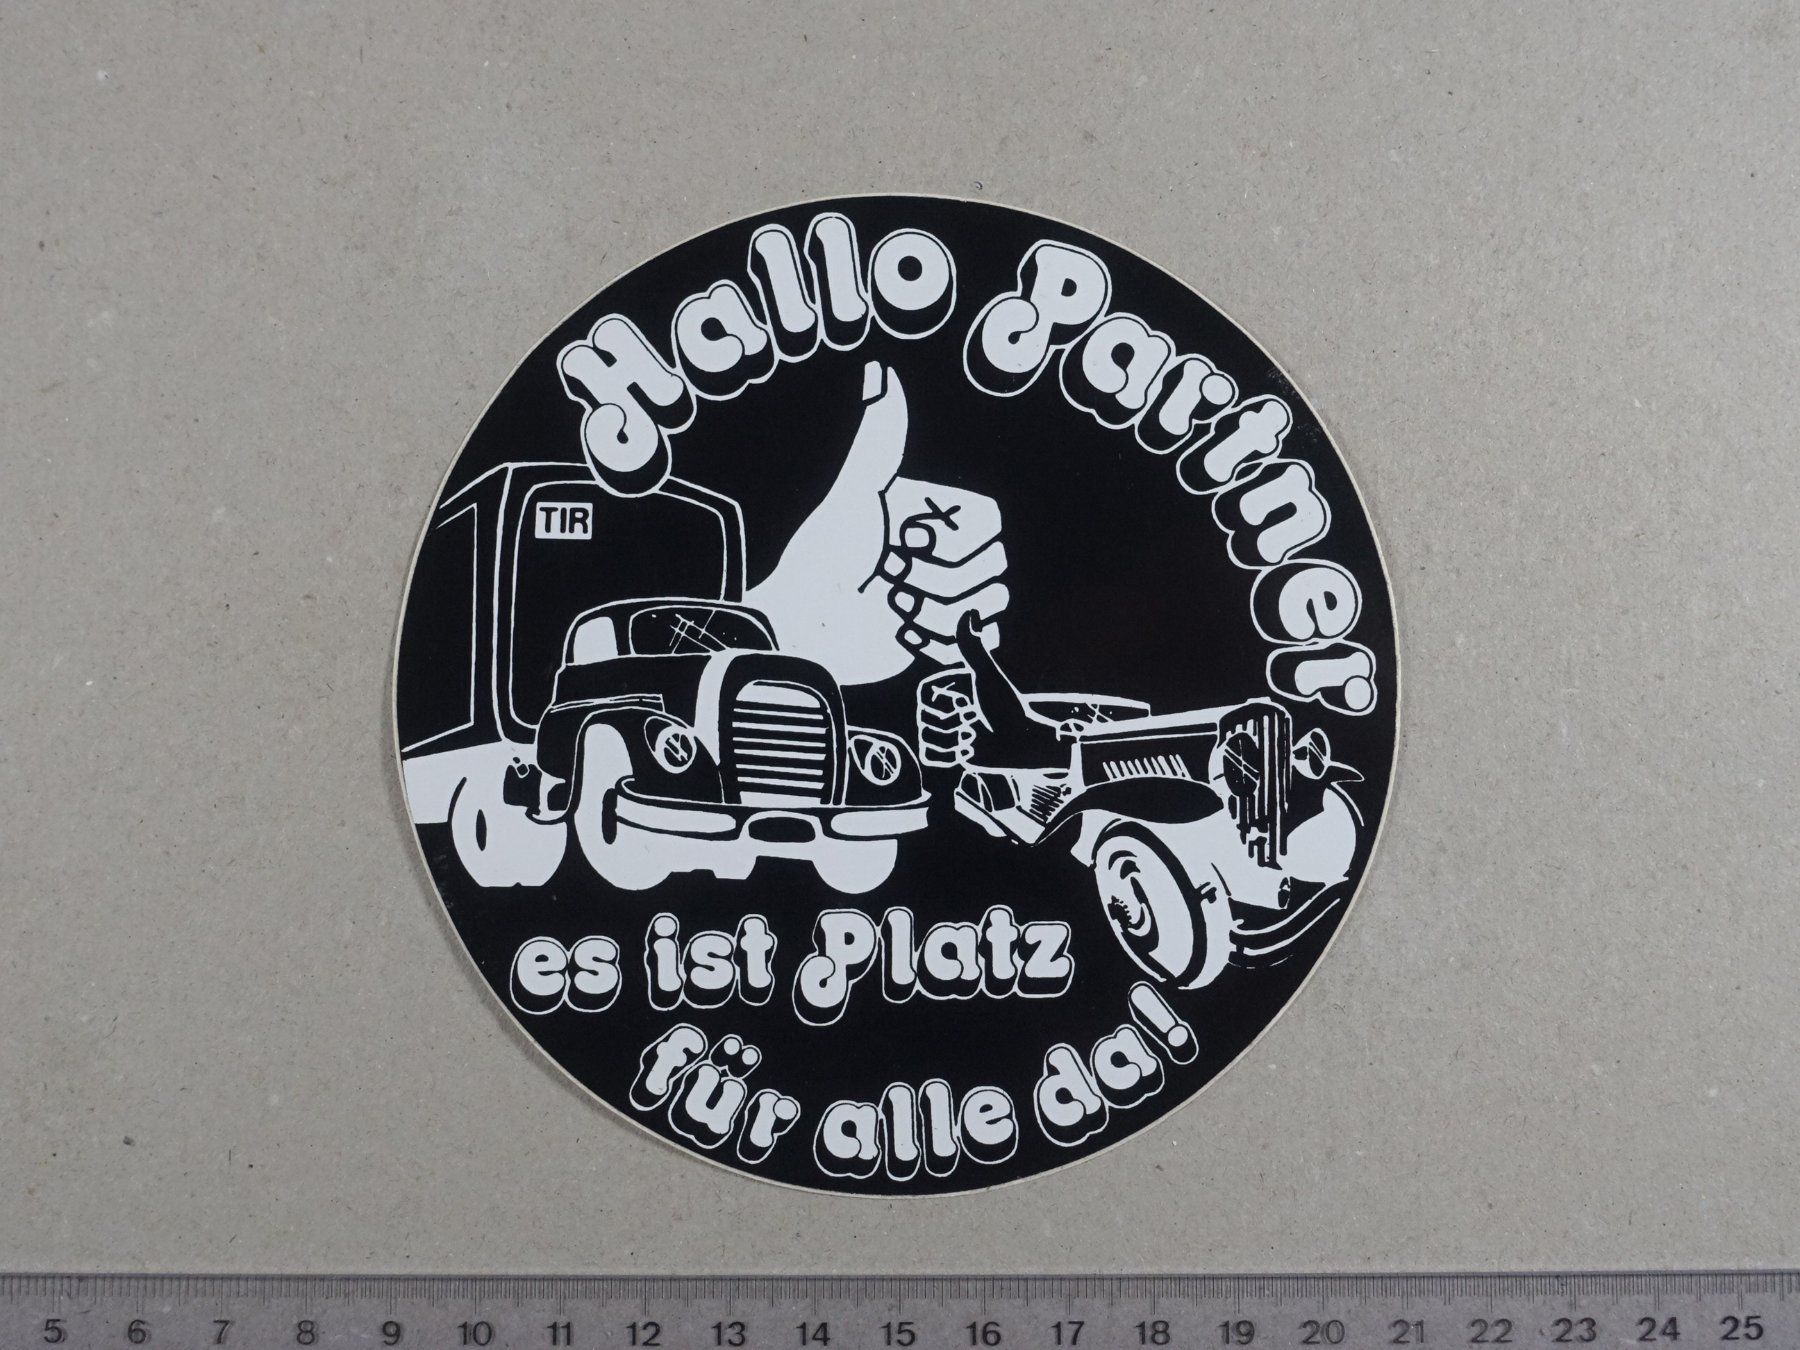 Hallo Partner
TIR
es ist Platz
für alle da!
5 6 7 8 9 10 11 12 13 14 15 16 17 18 19 20 21 22 23 24 25